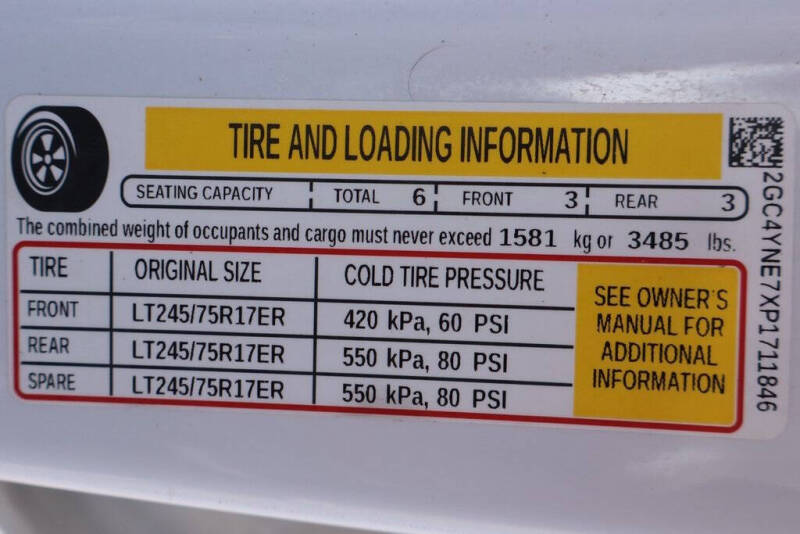 TIRE AND LOADING INFORMATION
SEATING CAPACITY TOTAL 6 FRONT 3 REAR 3
The combined weight of occupants and cargo must never exceed 1581 kg or 3485 lbs.
TIRE ORIGINAL SIZE COLD TIRE PRESSURE
FRONT LT245/75R17ER 420 kPa, 60 PSI
REAR LT245/75R17ER 550 kPa, 80 PSI
SPARE LT245/75R17ER 550 kPa, 80 PSI
SEE OWNER'S
MANUAL FOR
ADDITIONAL
INFORMATION
2GC4YNE7XP1711846